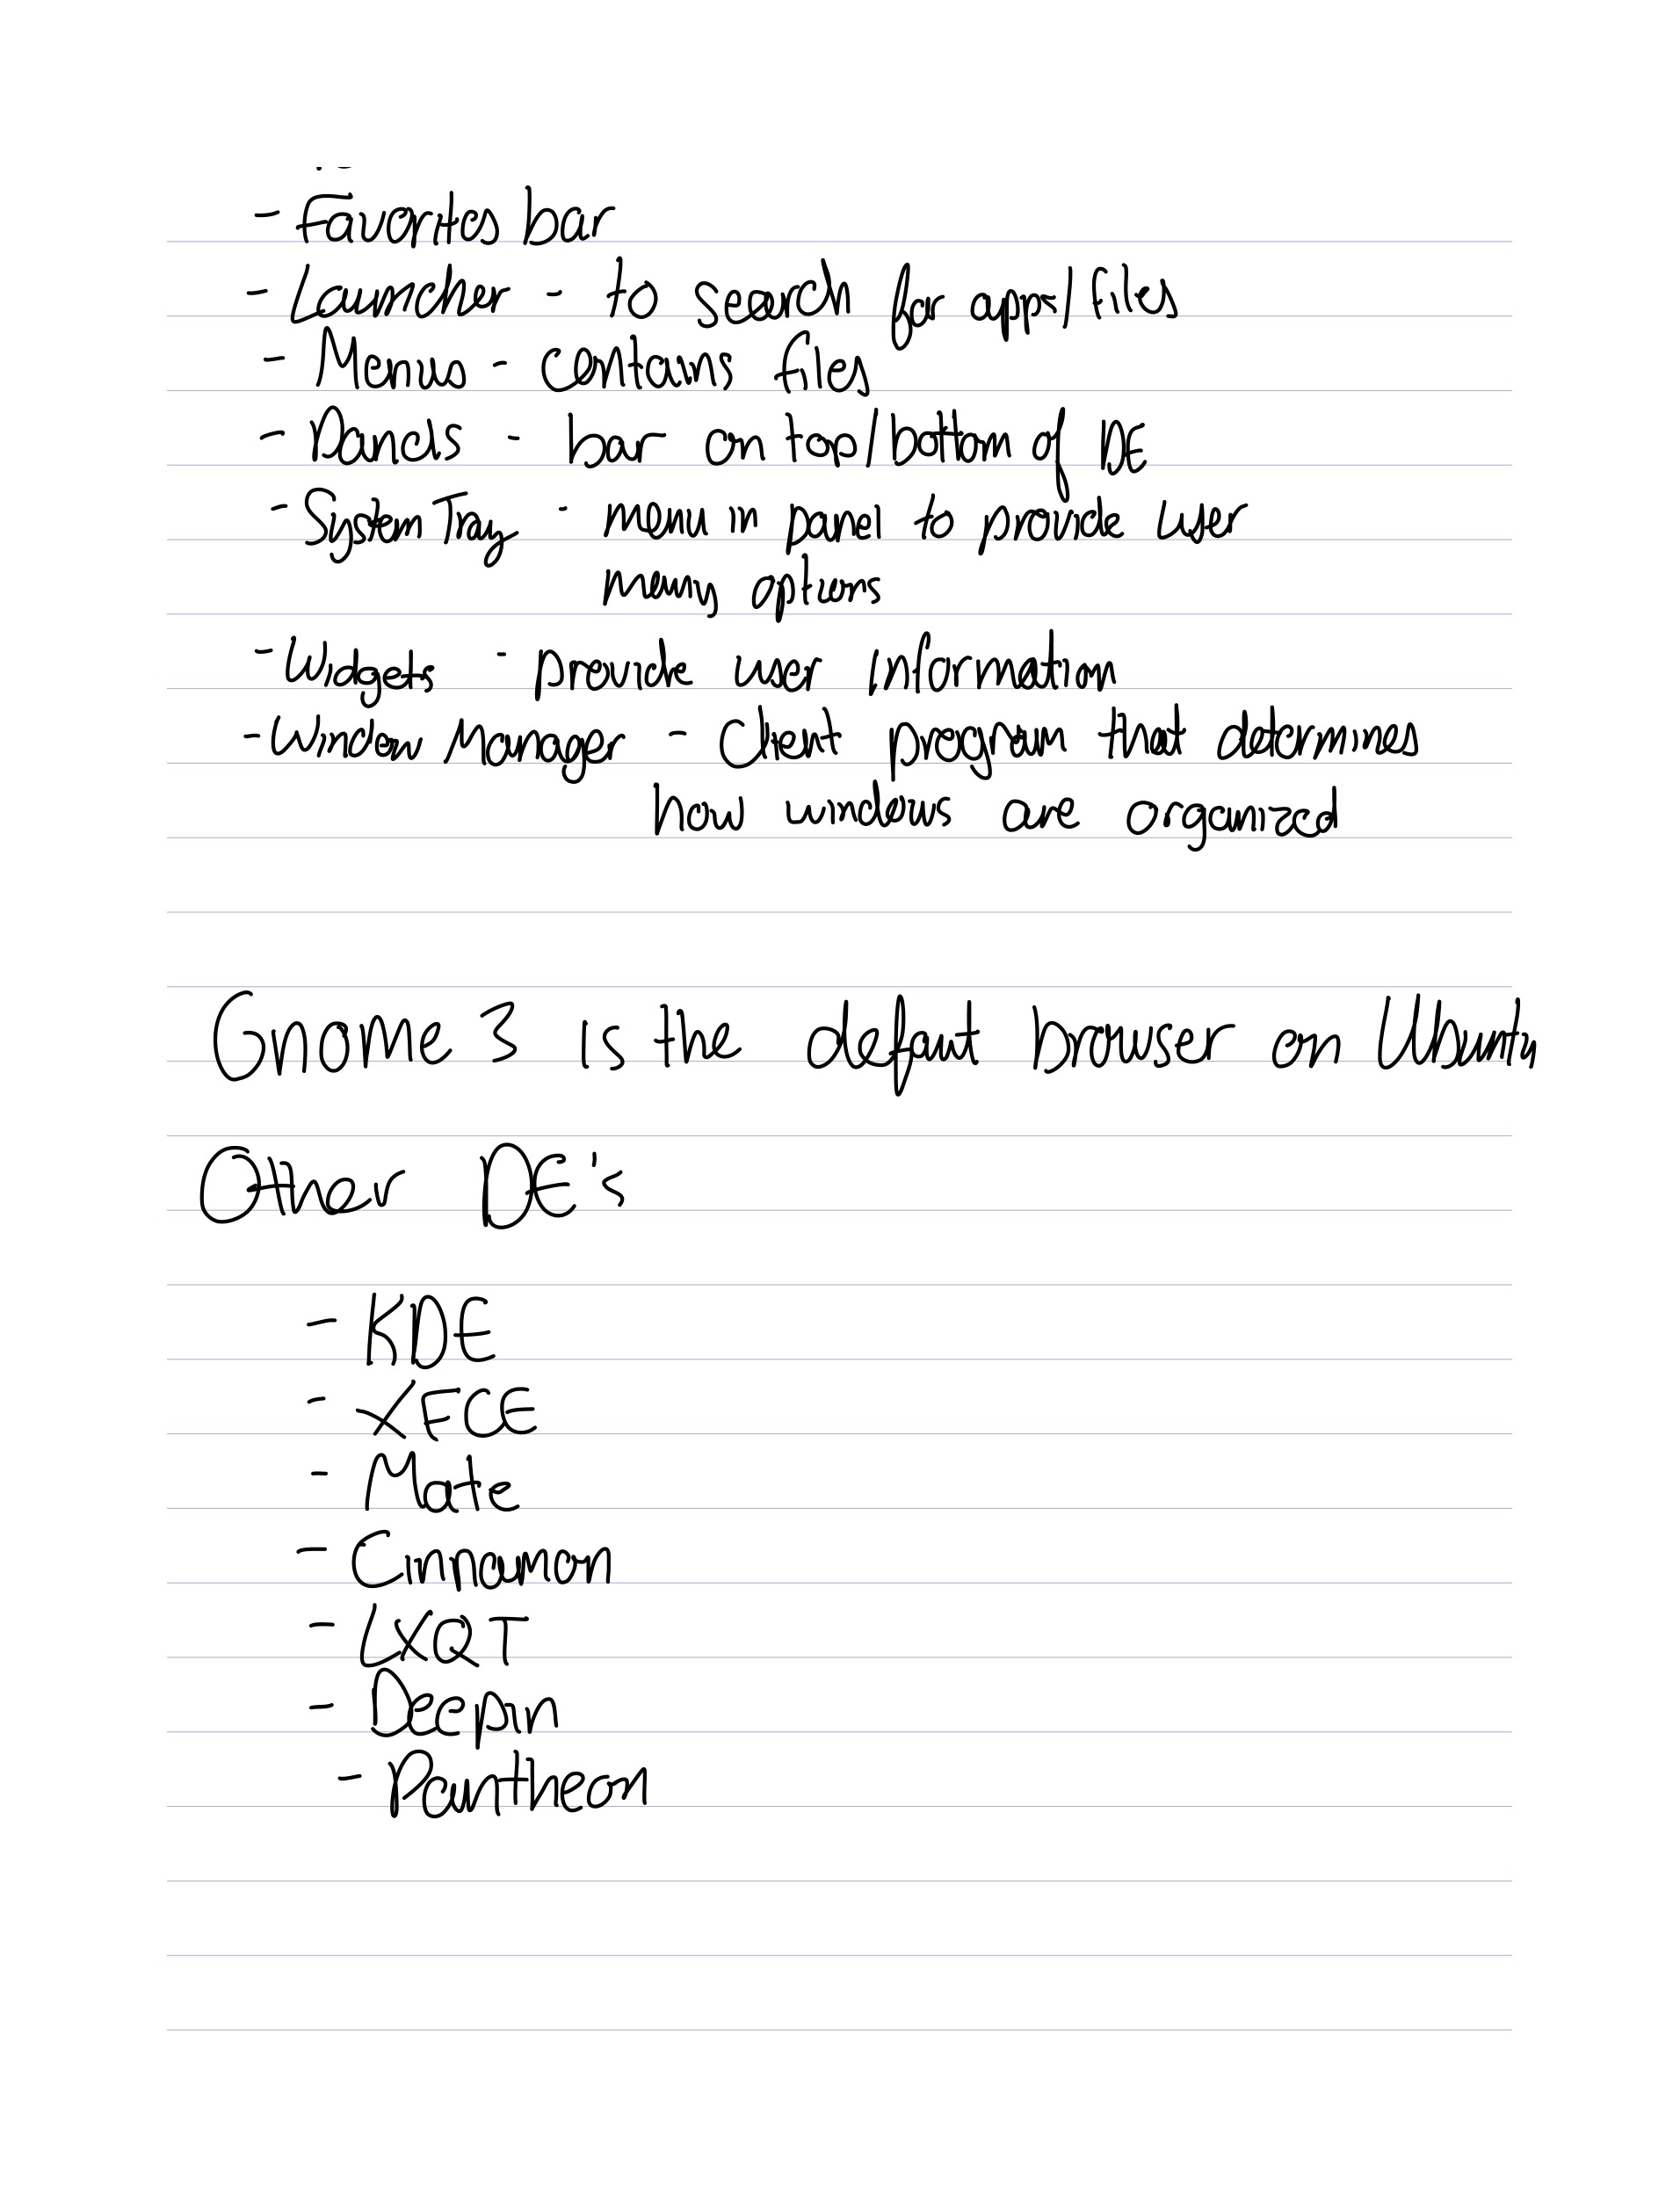 - Favorites bar
- Launcher - to search for apps/files
- Menus - contains files
- Panels - bar on top/bottom of DE
- System Tray - menu in panel to provide user
many options
- Widgets - provide user information
- Window Manager - Client program that determines
how windows are organized
Gnome 3 is the default browser on Ubuntu
Other DE's
- KDE
- XFCE
- Mate
- Cinnamon
- LXQT
- Deepin
- Pantheon